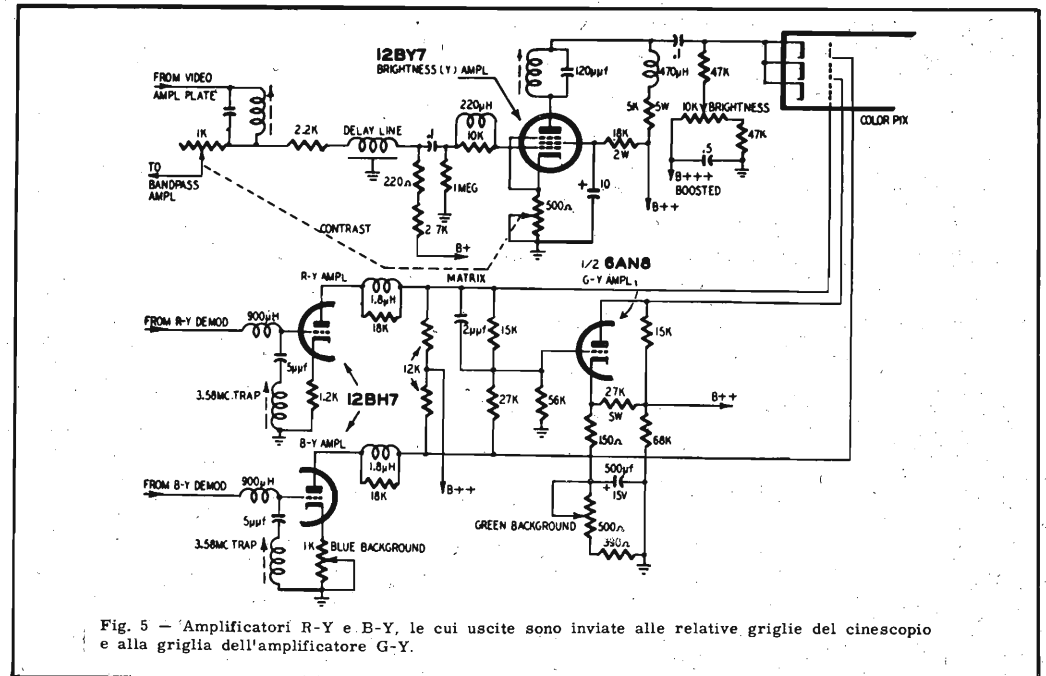 12BY7
BRIGHTNESS (Y) AMPL
FROM VIDEO
AMPL PLATE
1K
TO
BANDPASS
AMPL
2.2K
DELAY LINE
220Ω
2 7K
.1
1 MEG
220μH
10K
CONTRAST
B+
500Ω
120μμf
+
10
18K
2W
5K
5W
470μH
B++
.1
47K
10K BRIGHTNESS
47K
.5
B+++
BOOSTED
COLOR PIX
MATRIX
R-Y AMPL
1.8μH
18K
FROM R-Y DEMOD
900μH
5μμf
3.58MC. TRAP
1.2K
12BH7
12K
2μμf
15K
27K
56K
1/2 6AN8
G-Y AMPL
15K
27K
5W
B++
150Ω
68K
500μf
+
15V
GREEN BACKGROUND
500Ω
390Ω
B-Y AMPL
1.8μH
18K
B++
FROM B-Y DEMOD
900μH
5μμf
3.58MC TRAP
1K
BLUE BACKGROUND
Fig. 5 — Amplificatori R-Y e B-Y, le cui uscite sono inviate alle relative griglie del cinescopio
e alla griglia dell'amplificatore G-Y.